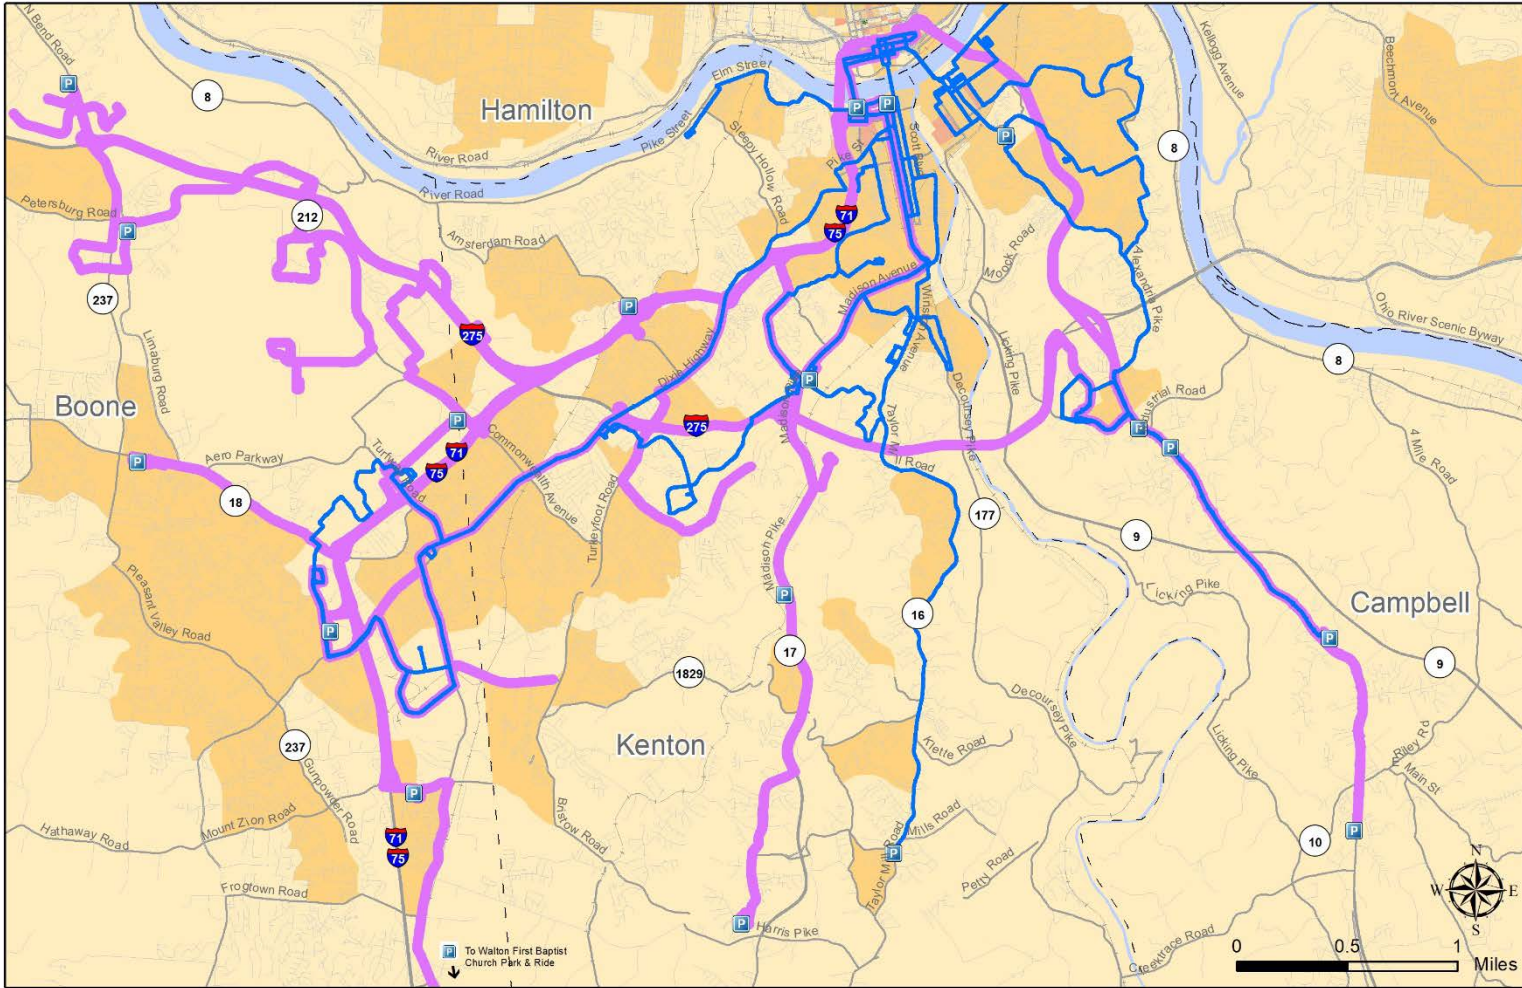 N Bend Road
P
8
Hamilton
Elm Street
Pike Street
River Road
River Road
Sleepy Hollow Road
Pike St
P
P
P
Kellogg Avenue
Beechmont Avenue
8
Petersburg Road
P
212
Amsterdam Road
71
75
Madison Avenue
Winston Avenue
Alexandria Pike
Ohio River Scenic Byway
237
Limaburg Road
275
P
Dixie Highway
Licking Pike
8
Boone
P
P
Industrial Road
Decoursey Pike
Taylor Mill Road
275
P
P
4 Mile Road
P
Aero Parkway
Turfway Road
71
75
Commonwealth Avenue
Turkeyfoot Road
18
177
9
Madison Pike
Pleasant Valley Road
P
P
16
Licking Pike
Campbell
P
17
9
1829
Decoursey Pike
Kenton
237
Gunpowder Road
Klette Road
Licking Pike
Riley Rd
E Main St
P
Mount Zion Road
Hathaway Road
71
75
Bristow Road
Mills Road
Taylor Mill Road
P
Petty Road
10
P
Frogtown Road
P
Harris Pike
P
To Walton First Baptist
Church Park & Ride
Creektrace Road
N
W
E
S
0
0.5
1
Miles